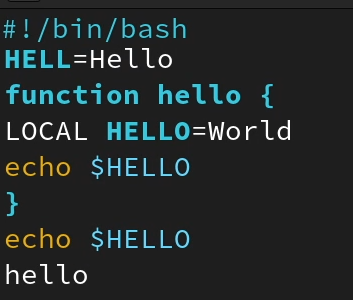 #!/bin/bash
HELL=Hello
function hello {
LOCAL HELLO=World
echo $HELLO
}
echo $HELLO
hello